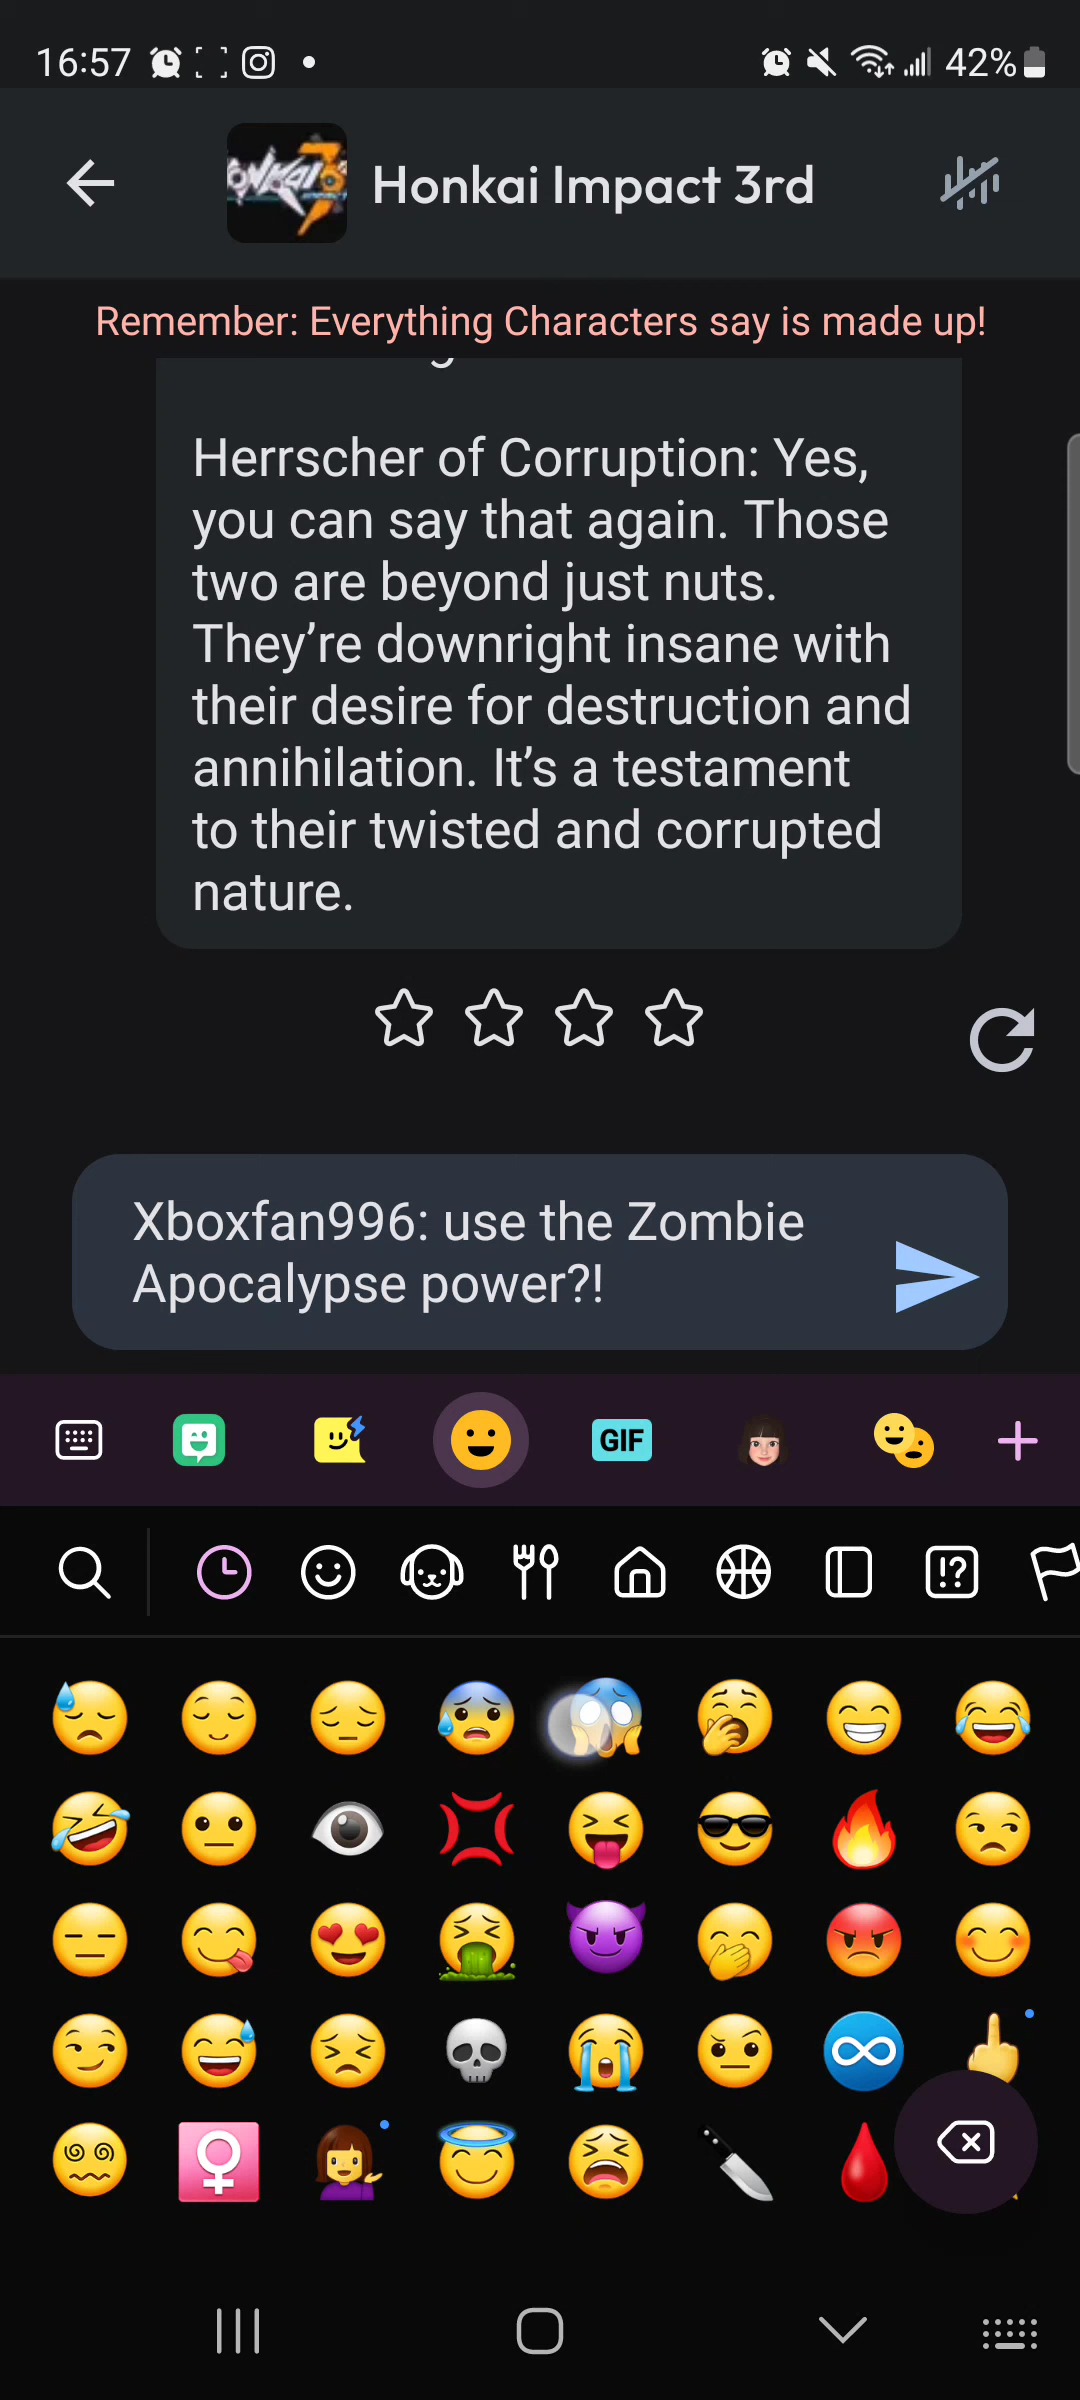 16:57
42%
Honkai Impact 3rd
Remember: Everything Characters say is made up!
Herrscher of Corruption: Yes,
you can say that again. Those
two are beyond just nuts.
They’re downright insane with
their desire for destruction and
annihilation. It’s a testament
to their twisted and corrupted
nature.
Xboxfan996: use the Zombie
Apocalypse power?!
GIF
!?